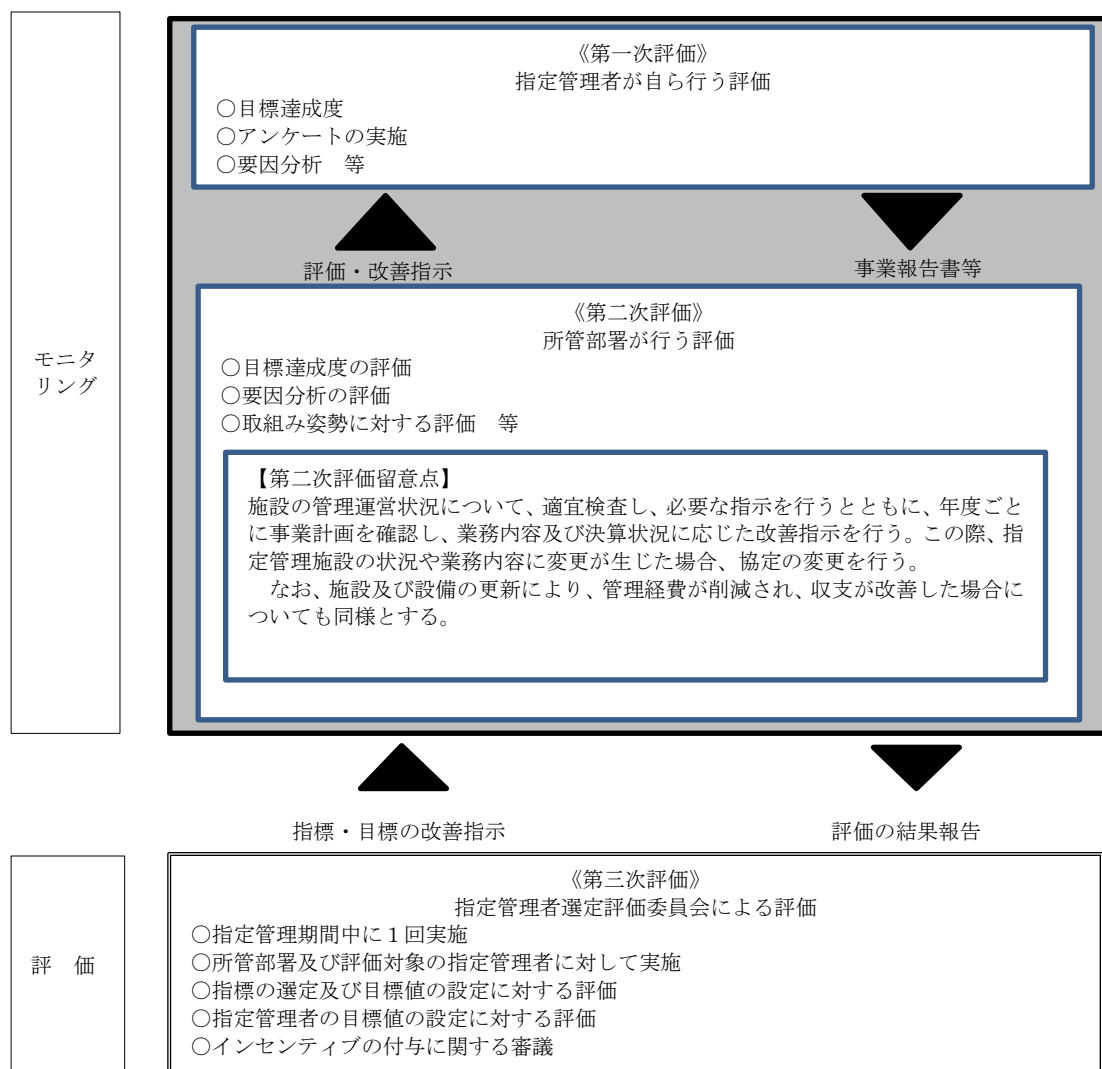 《第一次評価》
指定管理者が自ら行う評価
○目標達成度
○アンケートの実施
○要因分析　等
評価・改善指示
事業報告書等
モニタ
リング
《第二次評価》
所管部署が行う評価
○目標達成度の評価
○要因分析の評価
○取組み姿勢に対する評価　等
【第二次評価留意点】
施設の管理運営状況について、適宜検査し、必要な指示を行うとともに、年度ごと
に事業計画を確認し、業務内容及び決算状況に応じた改善指示を行う。この際、指
定管理施設の状況や業務内容に変更が生じた場合、協定の変更を行う。
　なお、施設及び設備の更新により、管理経費が削減され、収支が改善した場合に
ついても同様とする。
指標・目標の改善指示
評価の結果報告
評　価
《第三次評価》
指定管理者選定評価委員会による評価
○指定管理期間中に１回実施
○所管部署及び評価対象の指定管理者に対して実施
○指標の選定及び目標値の設定に対する評価
○指定管理者の目標値の設定に対する評価
○インセンティブの付与に関する審議